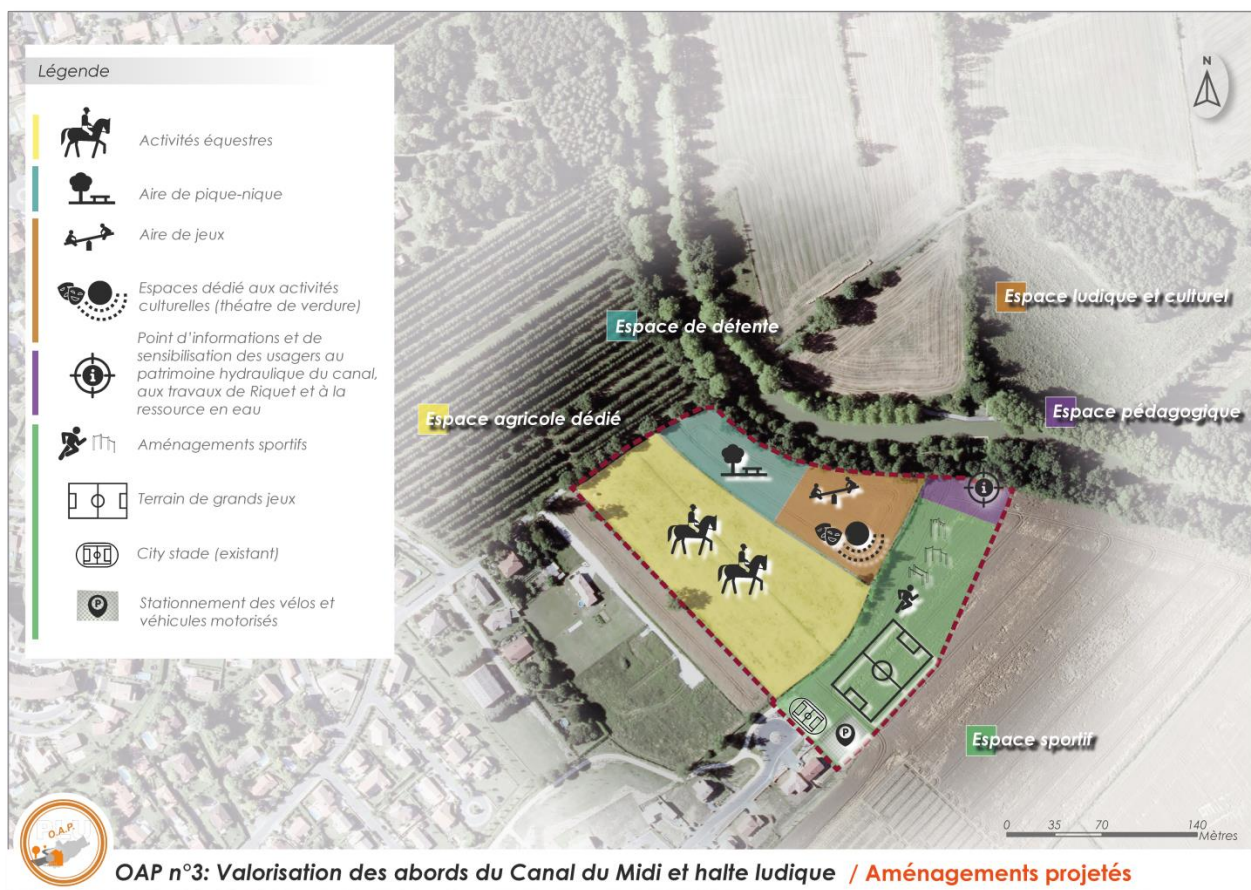 Légende
Activités équestres
Aire de pique-nique
Aire de jeux
Espaces dédié aux activités
culturelles (théatre de verdure)
Point d'informations et de
sensibilisation des usagers au
patrimoine hydraulique du canal,
aux travaux de Riquet et à la
ressource en eau
Aménagements sportifs
Terrain de grands jeux
City stade (existant)
P
Stationnement des vélos et
véhicules motorisés
N
Espace ludique et culturel
Espace de détente
Espace pédagogique
Espace agricole dédié
Espace sportif
P
0 35 70 140
Mètres
O.A.P.
OAP n°3: Valorisation des abords du Canal du Midi et halte ludique / Aménagements projetés